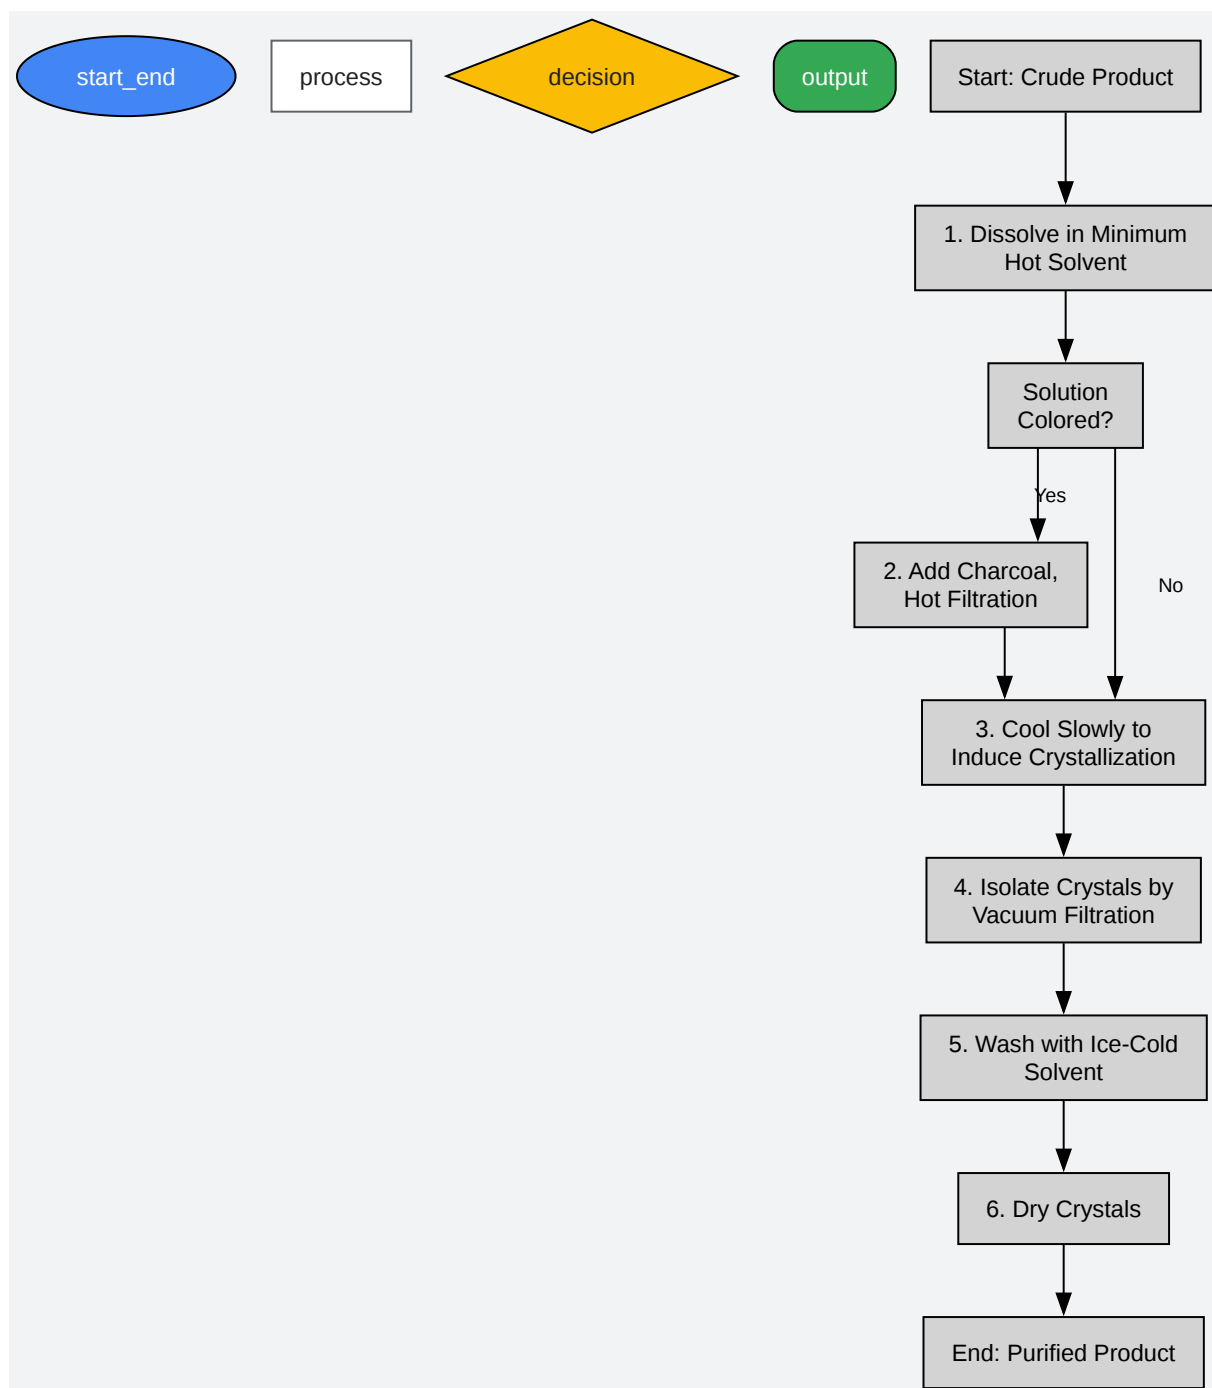 start_end
process
decision
output
Start: Crude Product
1. Dissolve in Minimum
Hot Solvent
Solution
Colored?
Yes
2. Add Charcoal,
Hot Filtration
No
3. Cool Slowly to
Induce Crystallization
4. Isolate Crystals by
Vacuum Filtration
5. Wash with Ice-Cold
Solvent
6. Dry Crystals
End: Purified Product